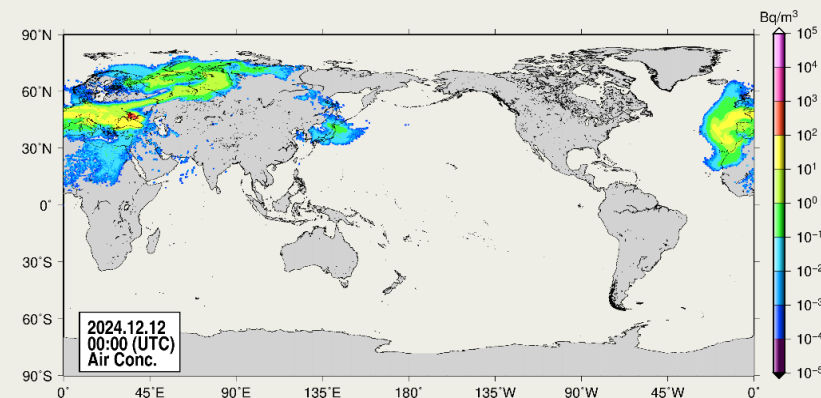 Bq/m³
90˚N
60˚N
30˚N
0˚
30˚S
60˚S
90˚S
0˚
45˚E
90˚E
135˚E
180˚
135˚W
90˚W
45˚W
0˚
2024.12.12
00:00 (UTC)
Air Conc.
10⁵
10⁴
10³
10²
10¹
10⁰
10⁻¹
10⁻²
10⁻³
10⁻⁴
10⁻⁵